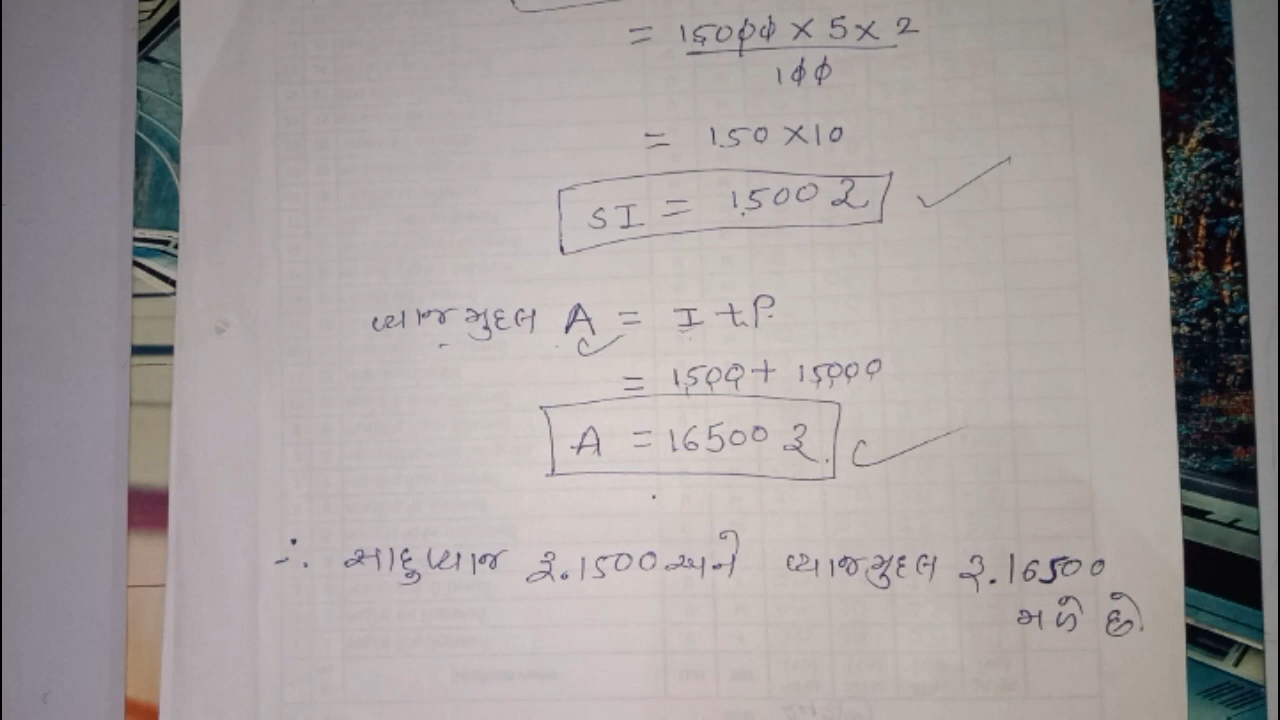 = 15000 × 5 × 2
100
= 150 × 10
SI = 1500 રૂ
વ્યાજમુદ્દલ A = I + P
= 1500 + 15000
A = 16500 રૂ.
∴ સાદુ વ્યાજ રૂ. 1500 અને વ્યાજમુદ્દલ રૂ. 16500
મળે છે.